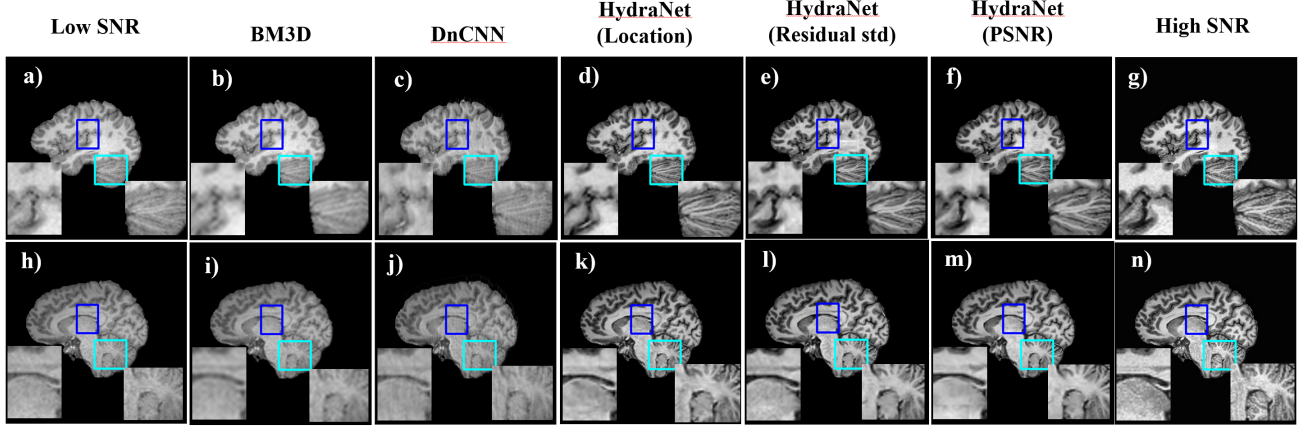 Low SNR
BM3D
DnCNN
HydraNet
(Location)
HydraNet
(Residual std)
HydraNet
(PSNR)
High SNR
a)
b)
c)
d)
e)
f)
g)
h)
i)
j)
k)
l)
m)
n)